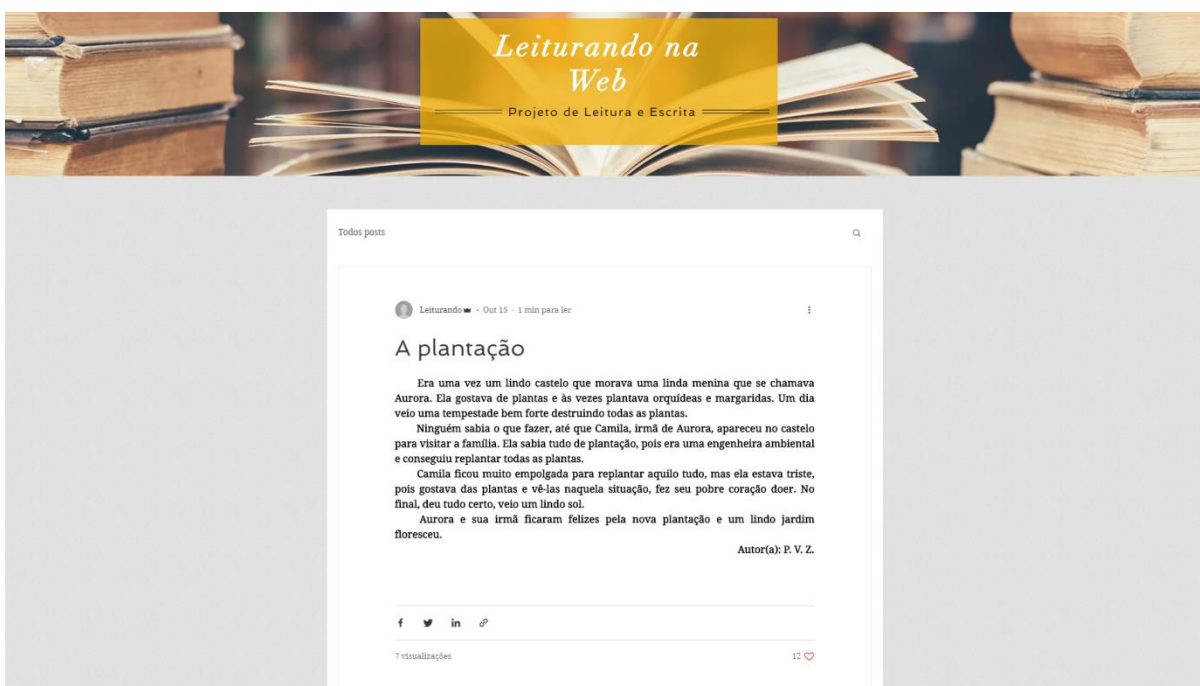 Leiturando na
Web
Projeto de Leitura e Escrita
Todos posts
Leiturando · Out 15 · 1 min para ler
A plantação
Era uma vez um lindo castelo que morava uma linda menina que se chamava
Aurora. Ela gostava de plantas e às vezes plantava orquídeas e margaridas. Um dia
veio uma tempestade bem forte destruindo todas as plantas.
Ninguém sabia o que fazer, até que Camila, irmã de Aurora, apareceu no castelo
para visitar a família. Ela sabia tudo de plantação, pois era uma engenheira ambiental
e conseguiu replantar todas as plantas.
Camila ficou muito empolgada para replantar aquilo tudo, mas ela estava triste,
pois gostava das plantas e vê-las naquela situação, fez seu pobre coração doer. No
final, deu tudo certo, veio um lindo sol.
Aurora e sua irmã ficaram felizes pela nova plantação e um lindo jardim
floresceu.
Autor(a): P. V. Z.
7 visualizações
12